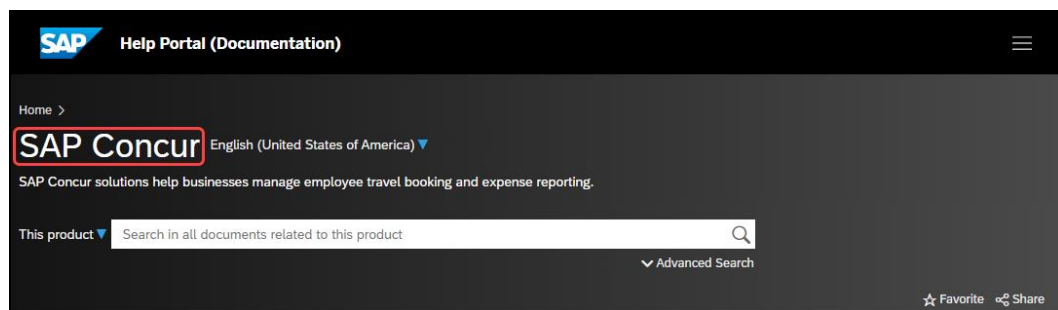 SAP Help Portal (Documentation)
Home >
SAP Concur English (United States of America)
SAP Concur solutions help businesses manage employee travel booking and expense reporting.
This product Search in all documents related to this product
Advanced Search
Favorite Share